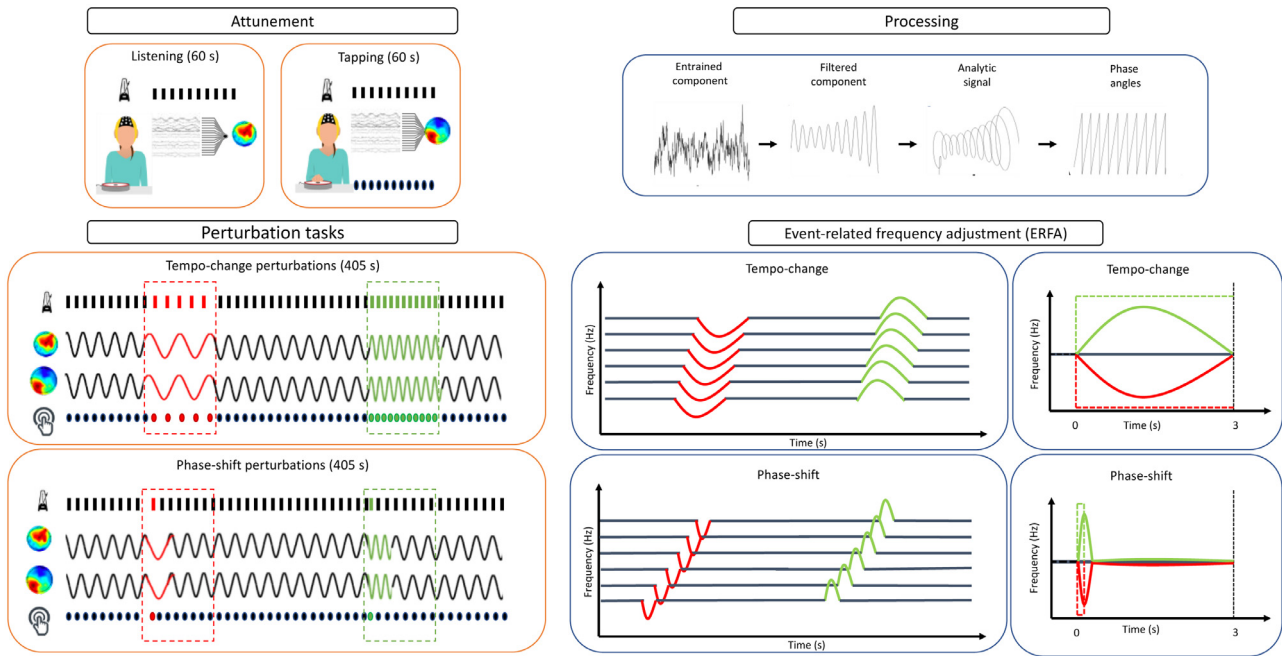 Attunement
Listening (60 s)
Tapping (60 s)
Processing
Entrained
component
Filtered
component
Analytic
signal
Phase
angles
Perturbation tasks
Tempo-change perturbations (405 s)
Phase-shift perturbations (405 s)
Event-related frequency adjustment (ERFA)
Tempo-change
Frequency (Hz)
Time (s)
Tempo-change
Frequency (Hz)
0
Time (s)
3
Phase-shift
Frequency (Hz)
Time (s)
Phase-shift
Frequency (Hz)
0
Time (s)
3